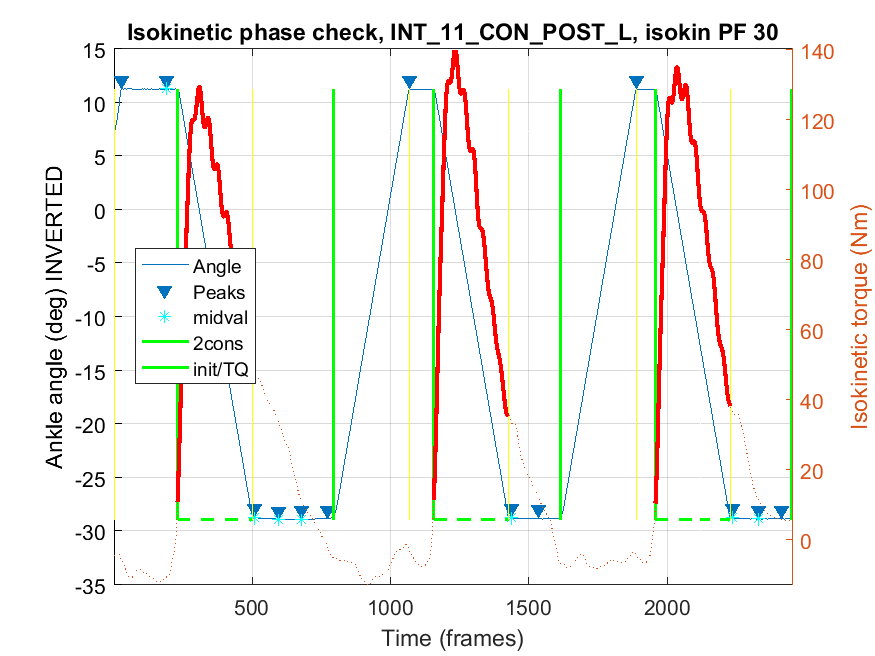 Isokinetic phase check, INT_11_CON_POST_L, isokin PF 30
15
10
5
0
-5
-10
-15
-20
-25
-30
-35
Ankle angle (deg) INVERTED
Angle
Peaks
midval
2cons
init/TQ
140
120
100
80
60
40
20
0
Isokinetic torque (Nm)
500
1000
1500
2000
Time (frames)